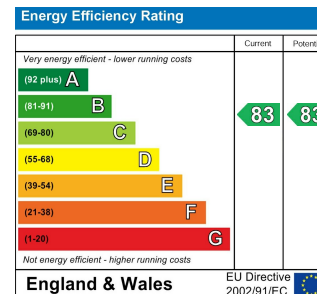 Energy Efficiency Rating
Current Potenti
Very energy efficient - lower running costs
(92 plus) A
(81-91) B
83 83
(69-80) C
(55-68) D
(39-54) E
(21-38) F
(1-20) G
Not energy efficient - higher running costs
England & Wales
EU Directive
2002/91/EC